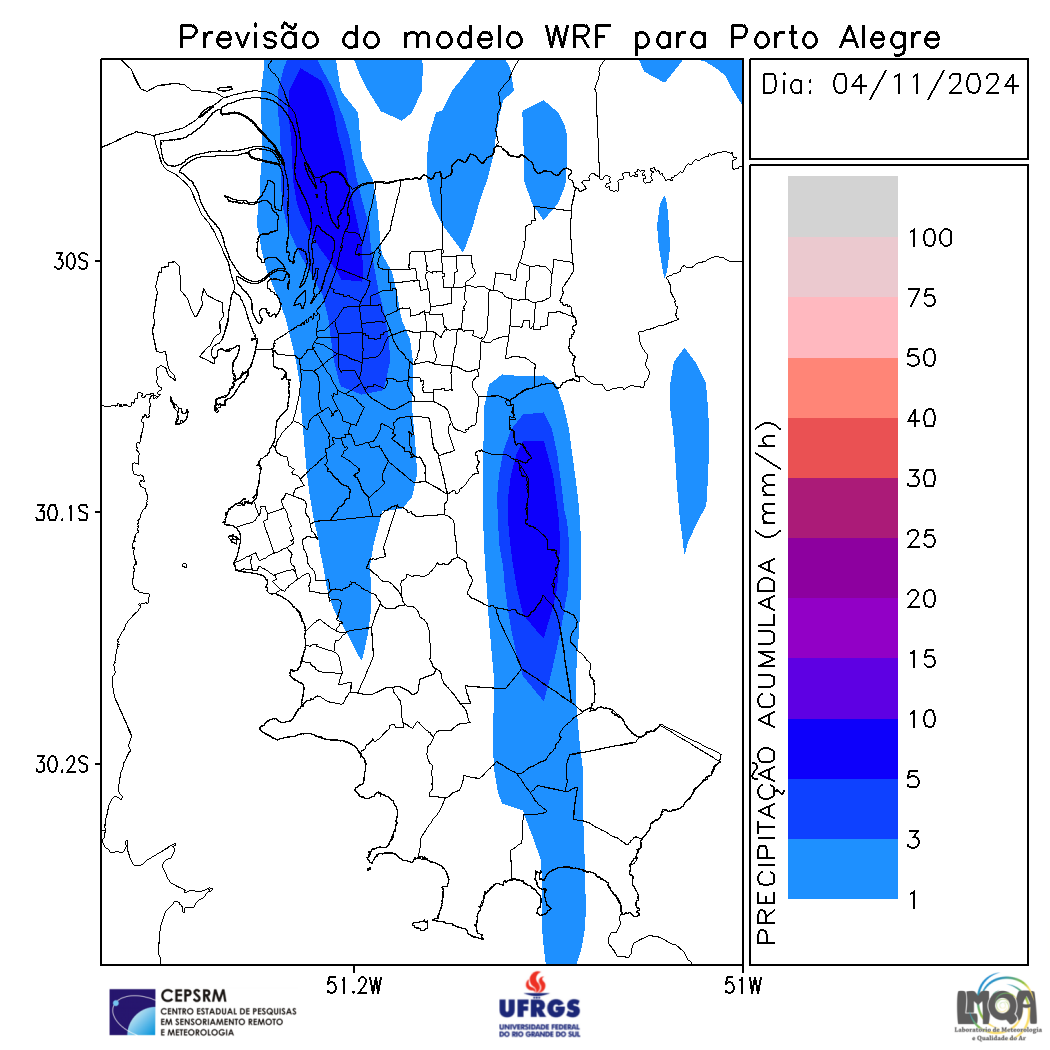 Previsão do modelo WRF para Porto Alegre
Dia: 04/11/2024
30S
30.1S
30.2S
51.2W
51W
PRECIPITAÇÃO ACUMULADA (mm/h)
100
75
50
40
30
25
20
15
10
5
3
1
CEPSRM
CENTRO ESTADUAL DE PESQUISAS
EM SENSORIAMENTO REMOTO
E METEOROLOGIA
UFRGS
UNIVERSIDADE FEDERAL
DO RIO GRANDE DO SUL
LMQA
Laboratório de Meteorologia
e Qualidade do Ar